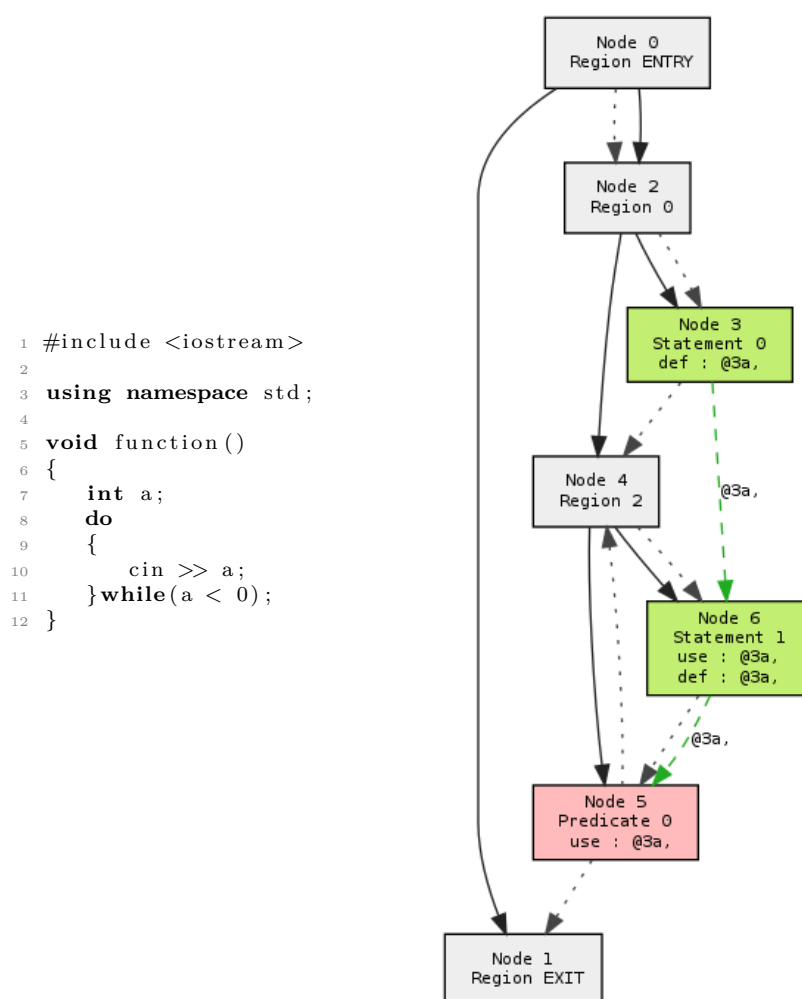 1 #include <iostream>
2
3 using namespace std;
4
5 void function()
6 {
7 int a;
8 do
9 {
10 cin >> a;
11 }while(a < 0);
12 }
Node 0
Region ENTRY
Node 2
Region 0
Node 3
Statement 0
def : @3a,
Node 4
Region 2
@3a,
Node 6
Statement 1
use : @3a,
def : @3a,
@3a,
Node 5
Predicate 0
use : @3a,
Node 1
Region EXIT